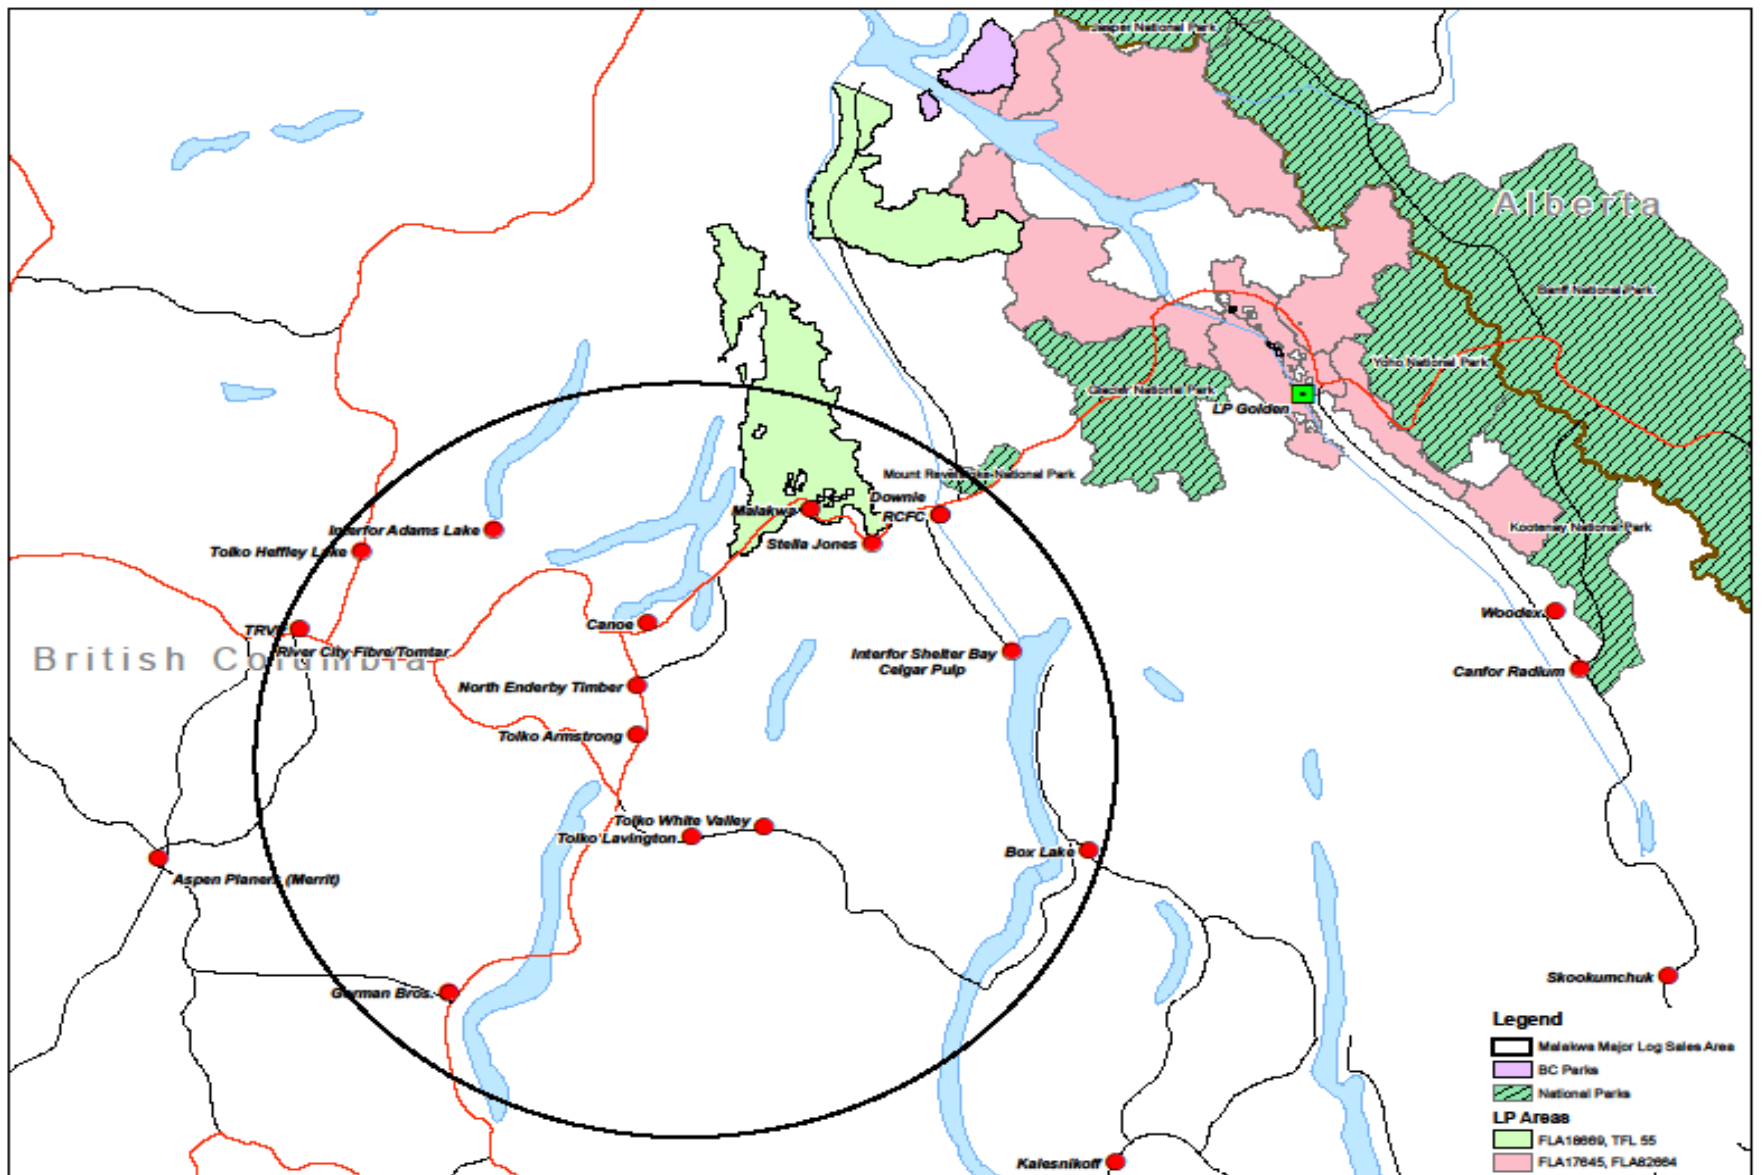 Jasper National Park
Alberta
Banff National Park
Yoho National Park
Glacier National Park
LP Golden
Mount Revelstoke National Park
Downie
RCFC
Malakwa
Stella Jones
Interfor Adams Lake
Tolko Heffley Lake
Kootenay National Park
TRVP
River City Fibre/Tomtar
British Columbia
Canoe
Woodex
Interfor Shelter Bay
Celgar Pulp
Canfor Radium
North Enderby Timber
Tolko Armstrong
Tolko White Valley
Tolko Lavington
Box Lake
Aspen Planers (Merrit)
Gorman Bros.
Skookumchuk
Kalesnikoff
Legend
Malakwa Major Log Sales Area
BC Parks
National Parks
LP Areas
FLA18669, TFL 55
FLA17645, FLA82664